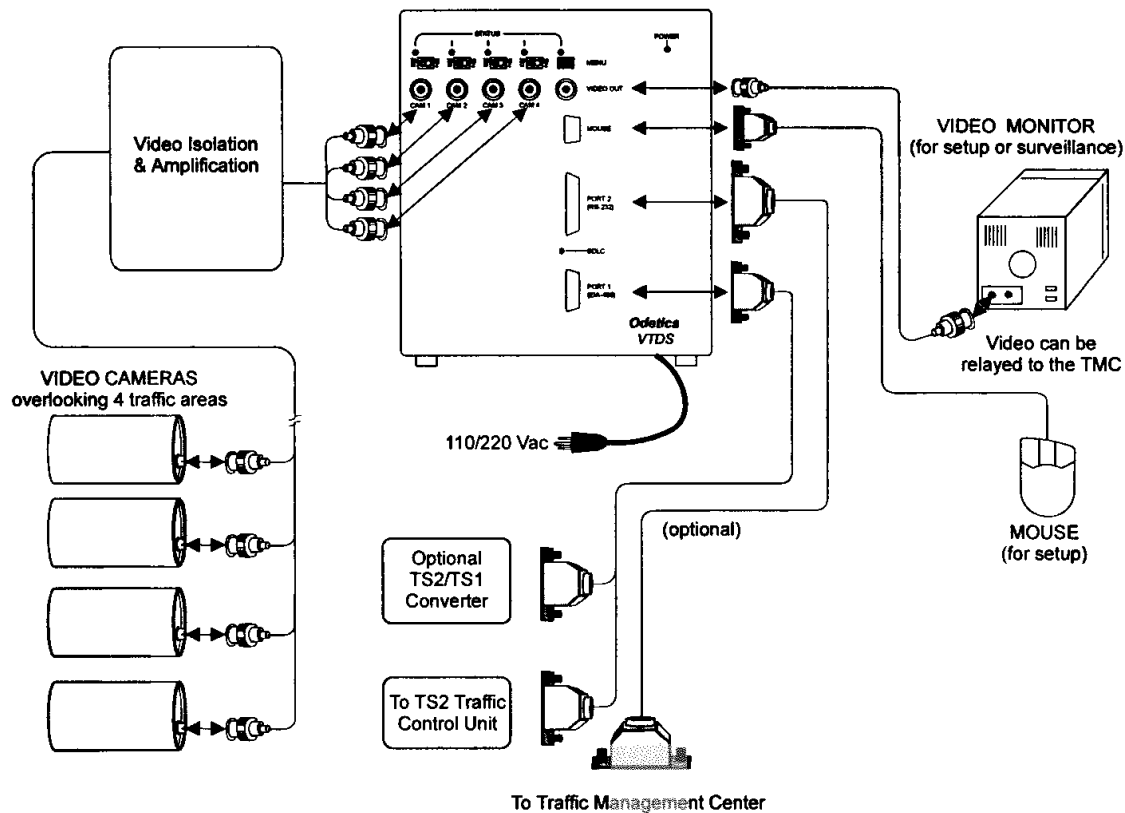 STATUS
POWER
MENU
VIDEO OUT
CAM 1
CAM 2
CAM 3
CAM 4
MOUSE
PORT 2
(RS-232)
SDLC
PORT 1
Odetics
VTDS
Video Isolation
& Amplification
VIDEO MONITOR
(for setup or surveillance)
Video can be
relayed to the TMC
VIDEO CAMERAS
overlooking 4 traffic areas
110/220 Vac
MOUSE
(for setup)
(optional)
Optional
TS2/TS1
Converter
To TS2 Traffic
Control Unit
To Traffic Management Center